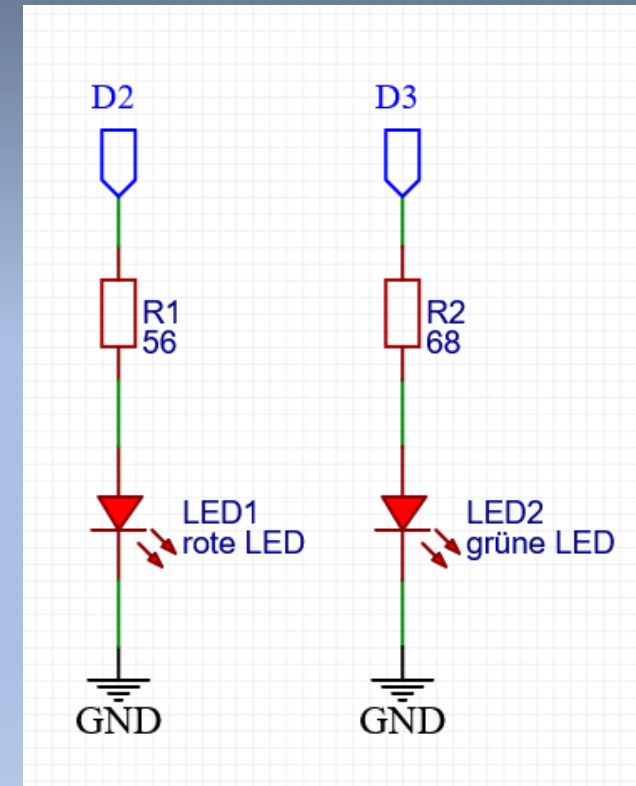 D2
D3
R1
56
R2
68
LED1
rote LED
LED2
grüne LED
GND
GND